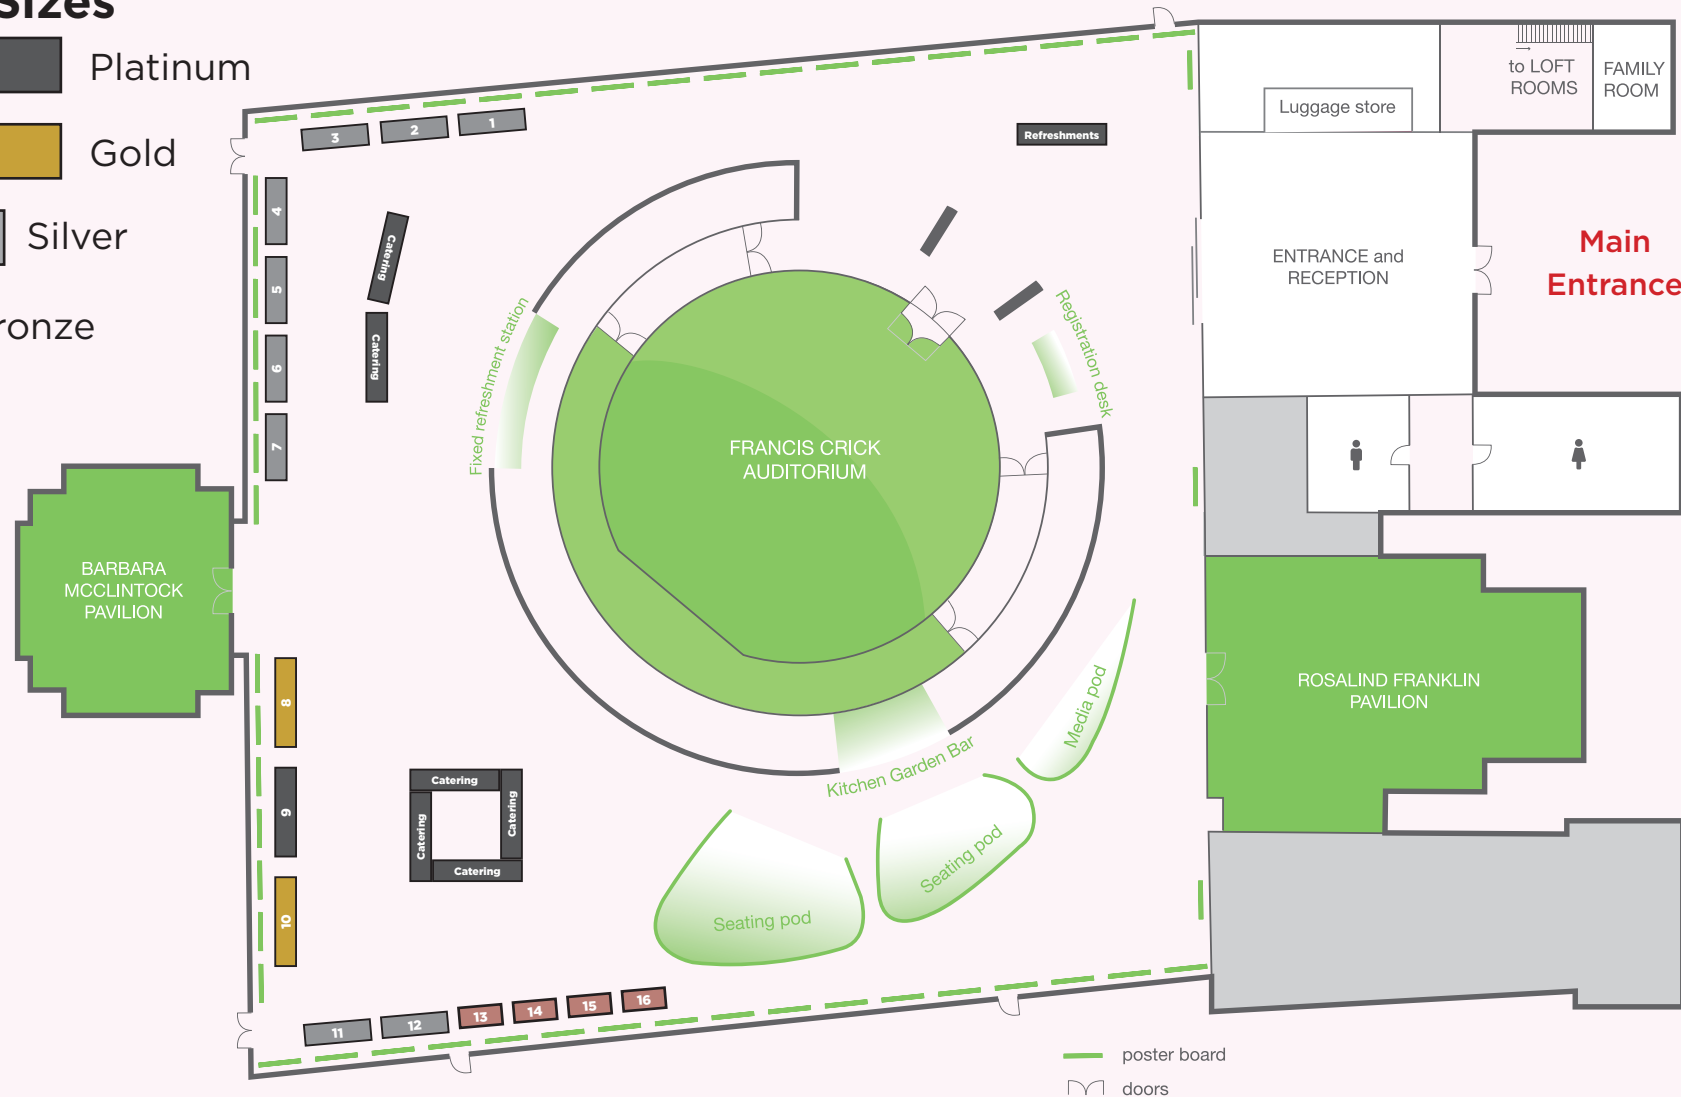 Sizes
Platinum
Gold
Silver
ronze
3
2
1
4
5
6
7
8
9
10
11
12
13
14
15
16
Catering
Catering
Catering
Catering
Catering
Catering
Refreshments
Fixed refreshment station
Registration desk
FRANCIS CRICK
AUDITORIUM
Kitchen Garden Bar
Media pod
Seating pod
Seating pod
BARBARA
MCCLINTOCK
PAVILION
Luggage store
to LOFT
ROOMS
FAMILY
ROOM
ENTRANCE and
RECEPTION
Main
Entrance
ROSALIND FRANKLIN
PAVILION
poster board
doors